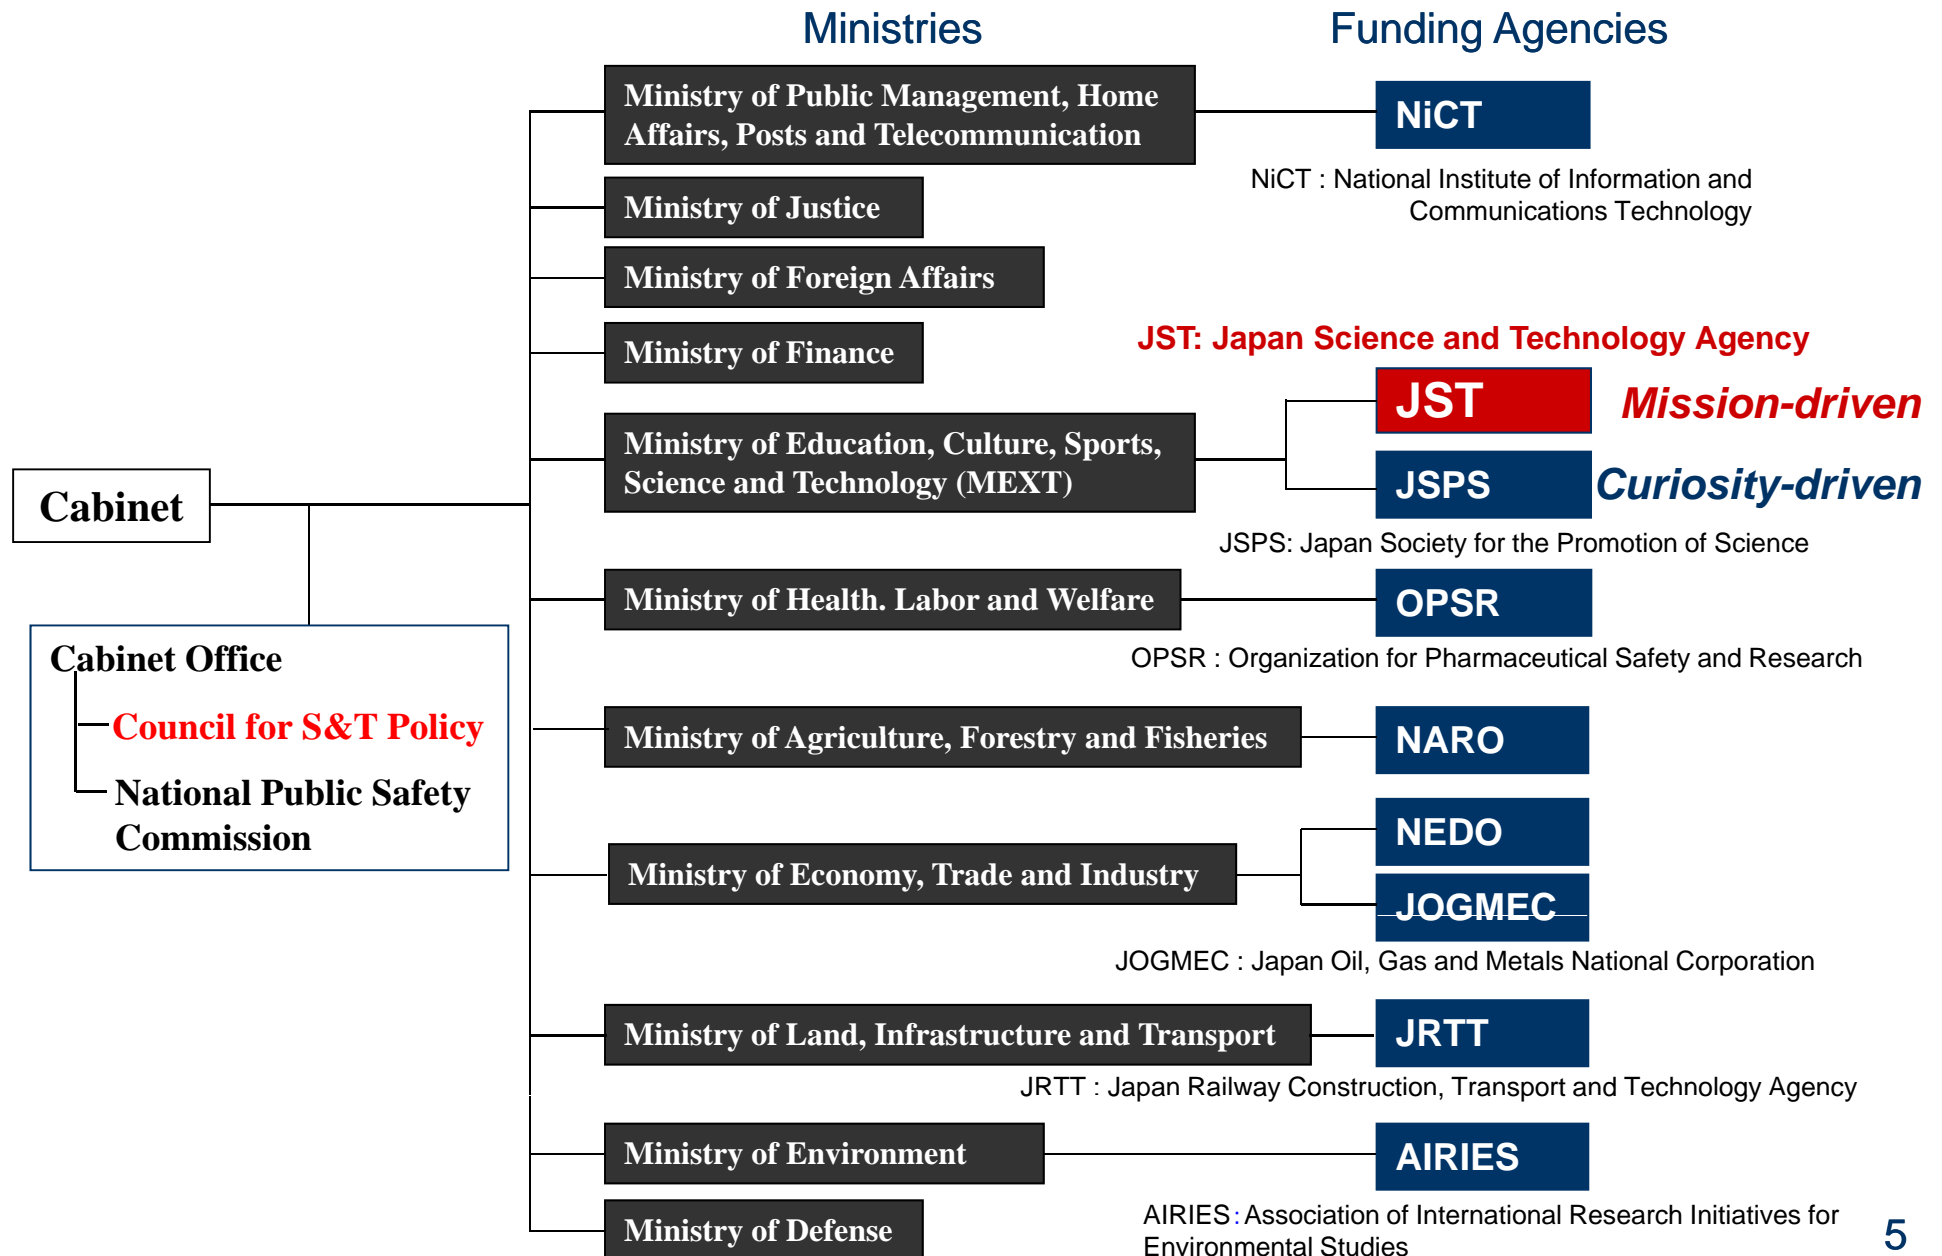 Ministries
Funding Agencies
Ministry of Public Management, Home
Affairs, Posts and Telecommunication
NiCT
NiCT : National Institute of Information and
Communications Technology
Ministry of Justice
Ministry of Foreign Affairs
Ministry of Finance
JST: Japan Science and Technology Agency
JST
Mission-driven
Ministry of Education, Culture, Sports,
Science and Technology (MEXT)
JSPS
Curiosity-driven
JSPS: Japan Society for the Promotion of Science
Cabinet
Ministry of Health. Labor and Welfare
OPSR
OPSR : Organization for Pharmaceutical Safety and Research
Cabinet Office
Council for S&T Policy
National Public Safety
Commission
Ministry of Agriculture, Forestry and Fisheries
NARO
Ministry of Economy, Trade and Industry
NEDO
JOGMEC
JOGMEC : Japan Oil, Gas and Metals National Corporation
Ministry of Land, Infrastructure and Transport
JRTT
JRTT : Japan Railway Construction, Transport and Technology Agency
Ministry of Environment
AIRIES
AIRIES : Association of International Research Initiatives for
Environmental Studies
Ministry of Defense
5